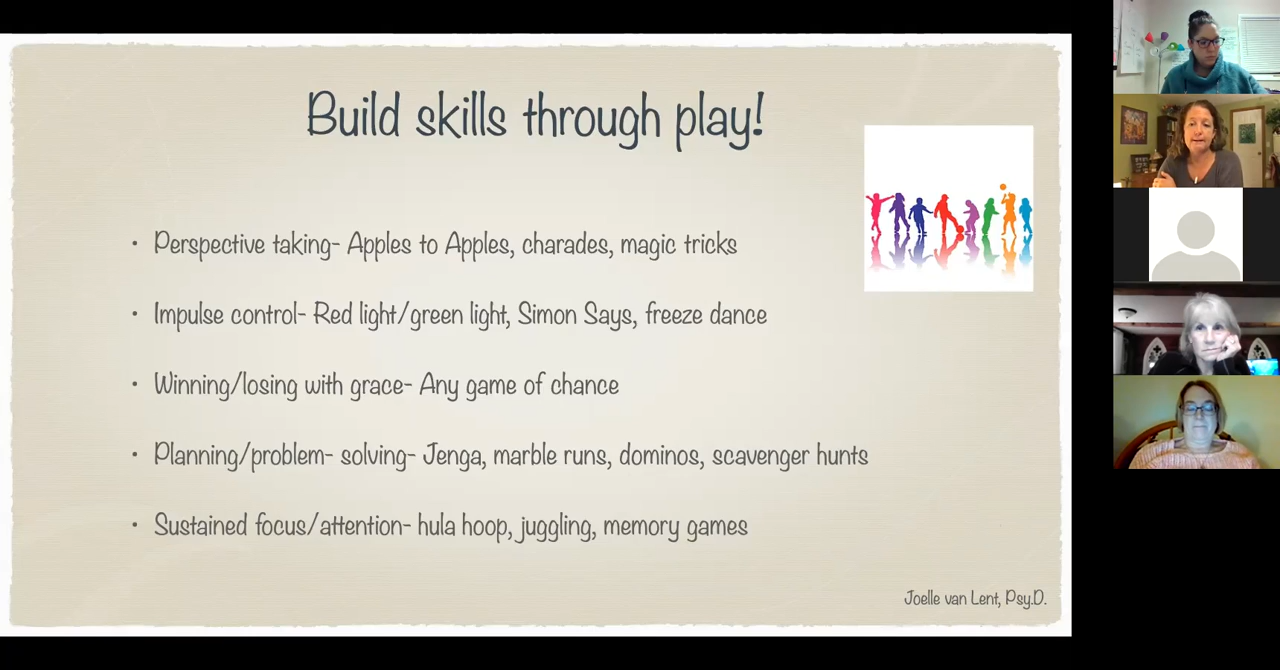 Build skills through play!
• Perspective taking- Apples to Apples, charades, magic tricks
• Impulse control- Red light/green light, Simon Says, freeze dance
• Winning/losing with grace- Any game of chance
• Planning/problem- solving- Jenga, marble runs, dominos, scavenger hunts
• Sustained focus/attention- hula hoop, juggling, memory games
Joelle van Lent, Psy.D.